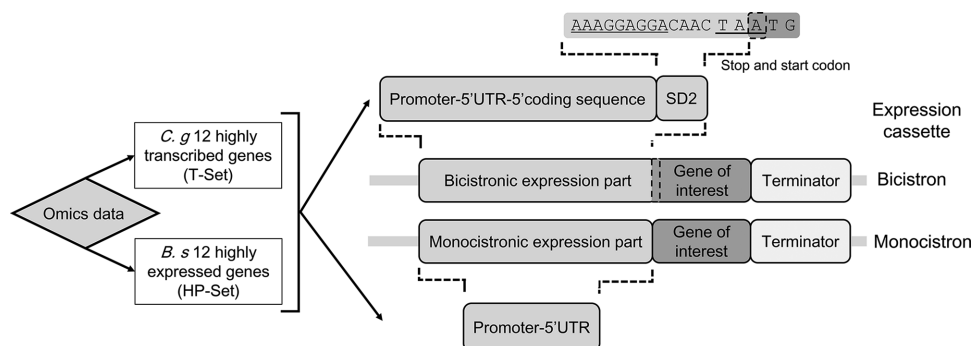 AAAGGAGGACAAC T A A T G
Stop and start codon
Promoter-5'UTR-5'coding sequence
SD2
Expression
cassette
C. g 12 highly
transcribed genes
(T-Set)
Omics data
B. s 12 highly
expressed genes
(HP-Set)
Bicistronic expression part
Gene of
interest
Terminator
Bicistron
Monocistronic expression part
Gene of
interest
Terminator
Monocistron
Promoter-5'UTR